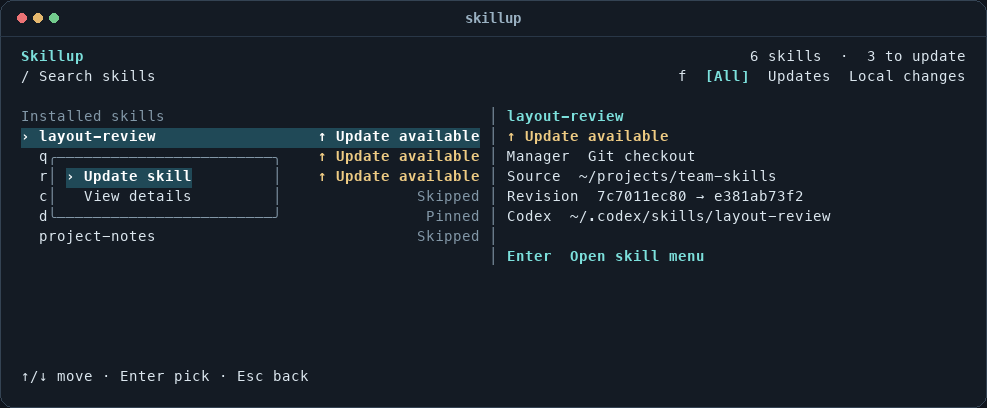 skillup
Skillup 6 skills · 3 to update
/ Search skills f [All] Updates Local changes
Installed skills
› layout-review ↑ Update available
q ↑ Update available
r › Update skill ↑ Update available
c View details Skipped
d Pinned
project-notes Skipped
layout-review
↑ Update available
Manager Git checkout
Source ~/projects/team-skills
Revision 7c7011ec80 → e381ab73f2
Codex ~/.codex/skills/layout-review
Enter Open skill menu
↑/↓ move · Enter pick · Esc back